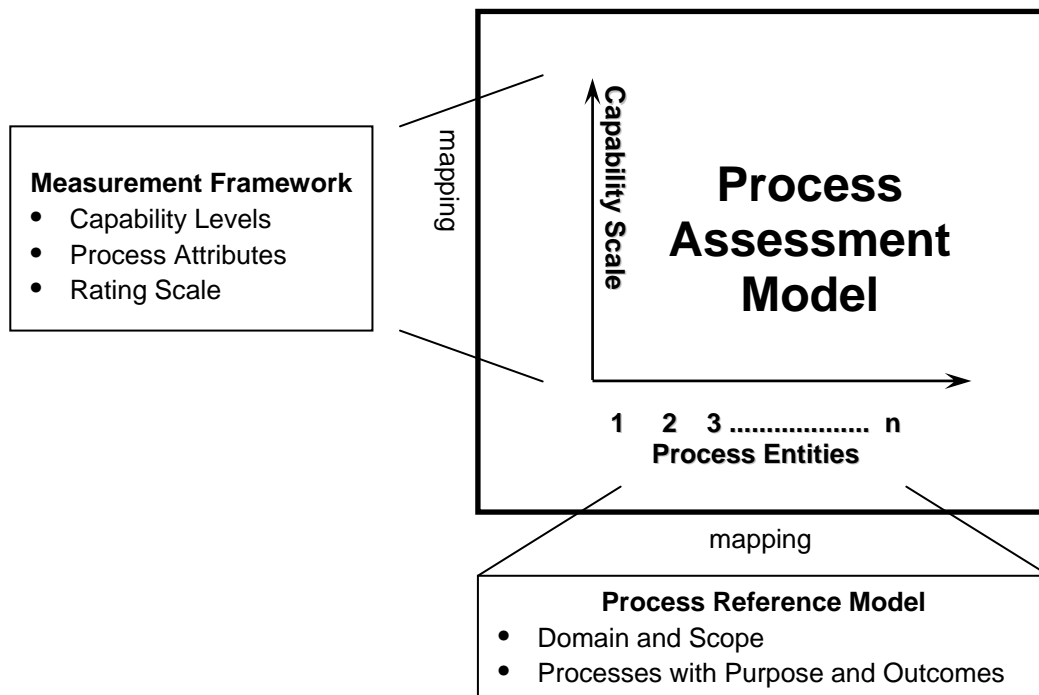 Measurement Framework
• Capability Levels
• Process Attributes
• Rating Scale
mapping
Capability Scale
Process
Assessment
Model
1 2 3 ................... n
Process Entities
mapping
Process Reference Model
• Domain and Scope
• Processes with Purpose and Outcomes